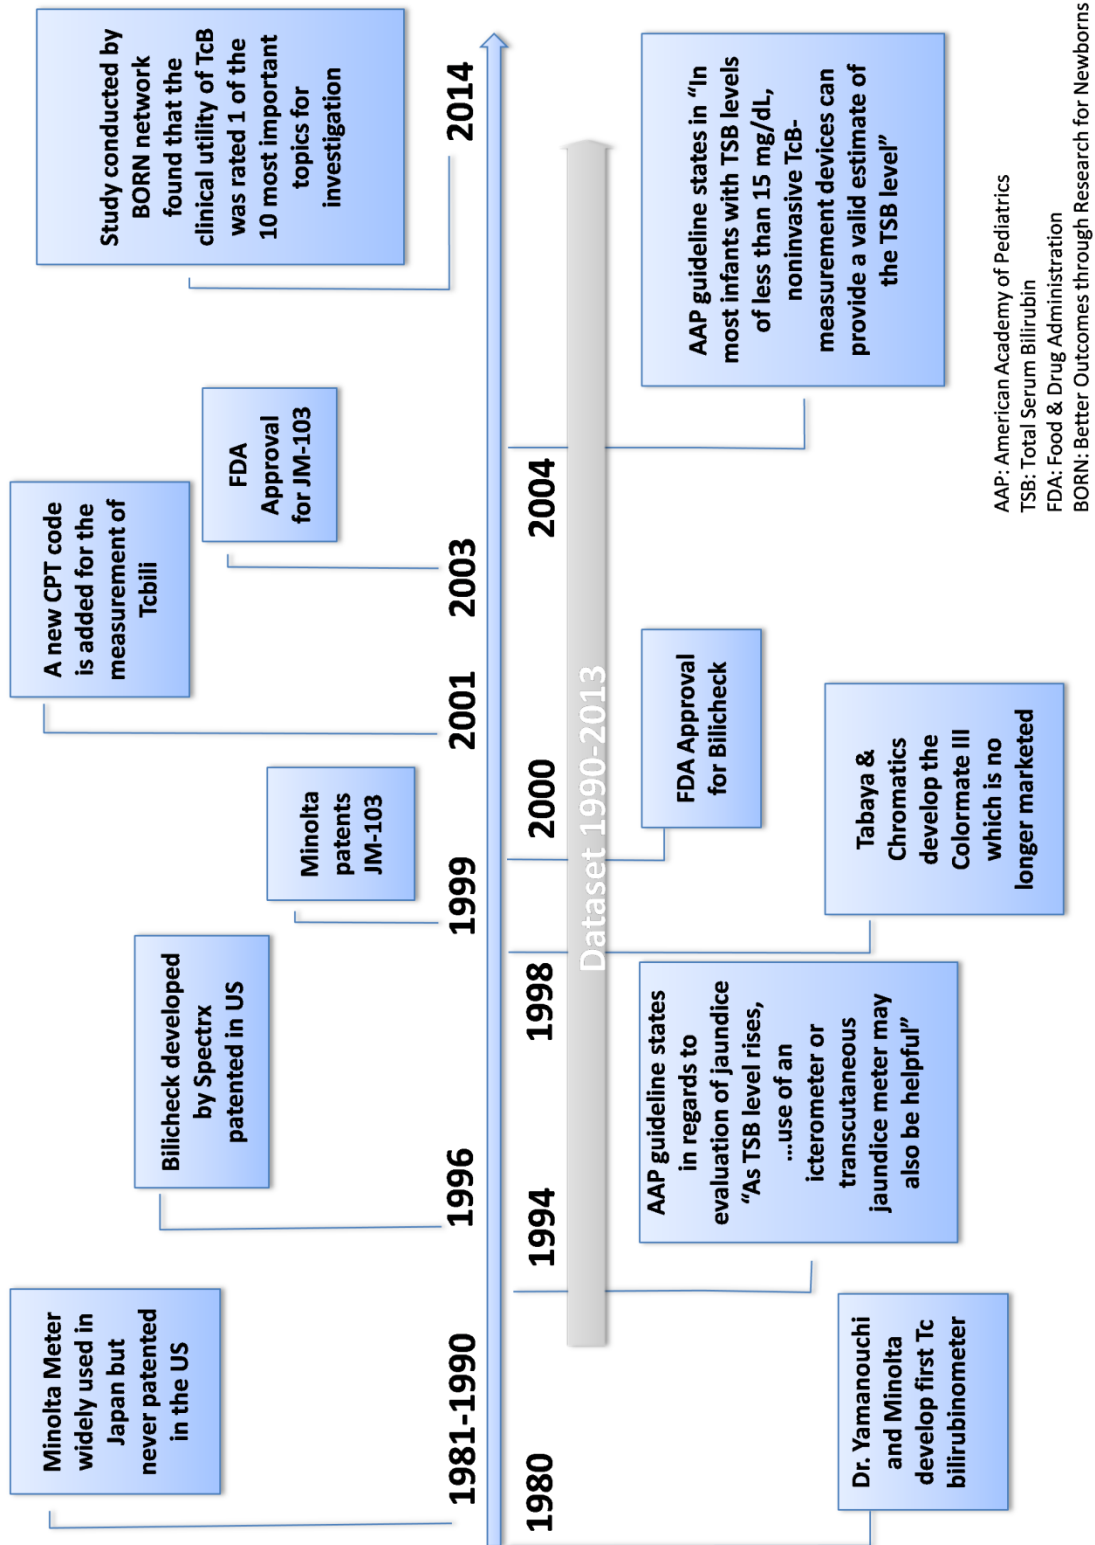 Minolta Meter
widely used in
Japan but
never patented
in the US
1981-1990
Bilicheck developed
by Spectrx
patented in US
1996
Minolta
patents
JM-103
1999
A new CPT code
is added for the
measurement of
Tcbili
2001
FDA
Approval
for JM-103
2003
Study conducted by
BORN network
found that the
clinical utility of TcB
was rated 1 of the
10 most important
topics for
investigation
2014
1980
Dr. Yamanouchi
and Minolta
develop first Tc
bilirubinometer
1994
AAP guideline states
in regards to
evaluation of jaundice
“As TSB level rises,
...use of an
icterometer or
transcutaneous
jaundice meter may
also be helpful”
1998
Tabaya &
Chromatics
develop the
Colormate III
which is no
longer marketed
2000
FDA Approval
for Bilicheck
2004
AAP guideline states in “In
most infants with TSB levels
of less than 15 mg/dL,
noninvasive TcB-
measurement devices can
provide a valid estimate of
the TSB level”
Dataset 1990-2013
AAP: American Academy of Pediatrics
TSB: Total Serum Bilirubin
FDA: Food & Drug Administration
BORN: Better Outcomes through Research for Newborns